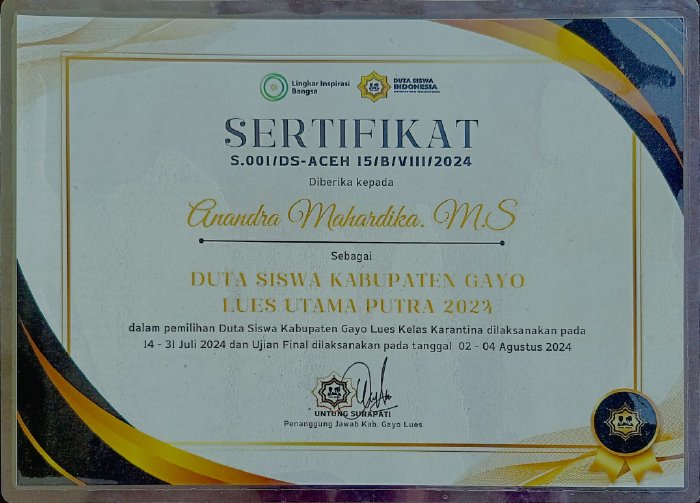 Lingkar Inspirasi
Bangsa
DUTA SISWA
INDONESIA
SERTIFIKAT
S.001/DS-ACEH 15/B/VIII/2024
Diberika kepada
Anandra Mahardika. M.S
Sebagai
DUTA SISWA KABUPATEN GAYO
LUES UTAMA PUTRA 2024
dalam pemilihan Duta Siswa Kabupaten Gayo Lues Kelas Karantina dilaksanakan pada
14 - 31 Juli 2024 dan Ujian Final dilaksanakan pada tanggal 02 - 04 Agustus 2024
UNTUNG SURAPATI
Penanggung Jawab Kab. Gayo Lues